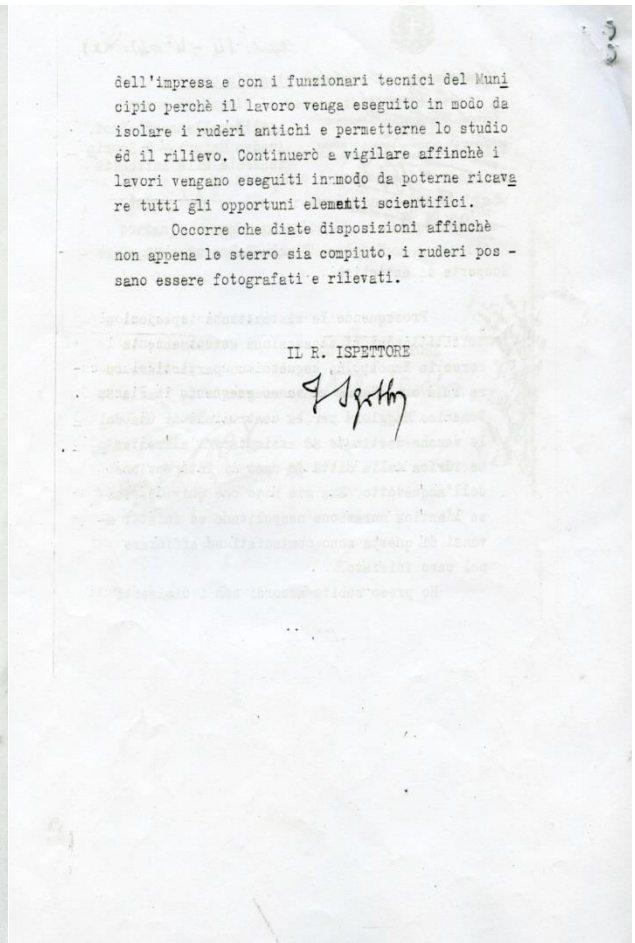 dell'impresa e con i funzionari tecnici del Muni
cipio perchè il lavoro venga eseguito in modo da
isolare i ruderi antichi e permetterne lo studio
ed il rilievo. Continuerò a vigilare affinchè i
lavori vengano eseguiti in modo da poterne ricava
re tutti gli opportuni elementi scientifici.
Occorre che diate disposizioni affinchè
non appena lo sterro sia compiuto, i ruderi pos -
sano essere fotografati e rilevati.
IL R. ISPETTORE